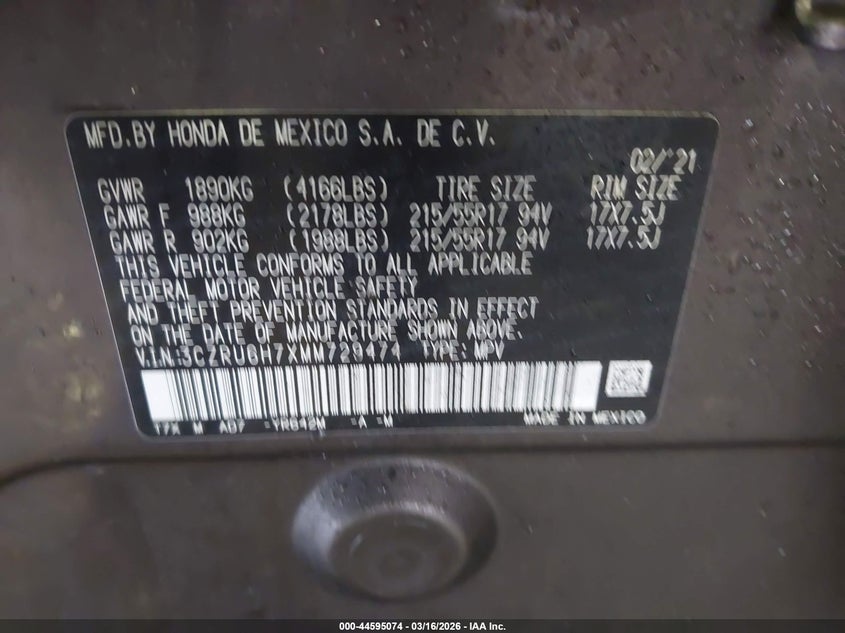 MFD.BY HONDA DE MEXICO S.A. DE C.V.
02/'21
GVWR 1890KG (4166LBS) TIRE SIZE RIM SIZE
GAWR F 988KG (2178LBS) 215/55R17 94V 17X7.5J
GAWR R 902KG (1988LBS) 215/55R17 94V 17X7.5J
THIS VEHICLE CONFORMS TO ALL APPLICABLE
FEDERAL MOTOR VEHICLE SAFETY
AND THEFT PREVENTION STANDARDS IN EFFECT
ON THE DATE OF MANUFACTURE SHOWN ABOVE.
V.I.N.:3CZRU6H7XMM729474 TYPE:MPV
T7X M A07 YR642M A M MADE IN MEXICO
000-44595074 | 03/16/2026 | IAA Inc.